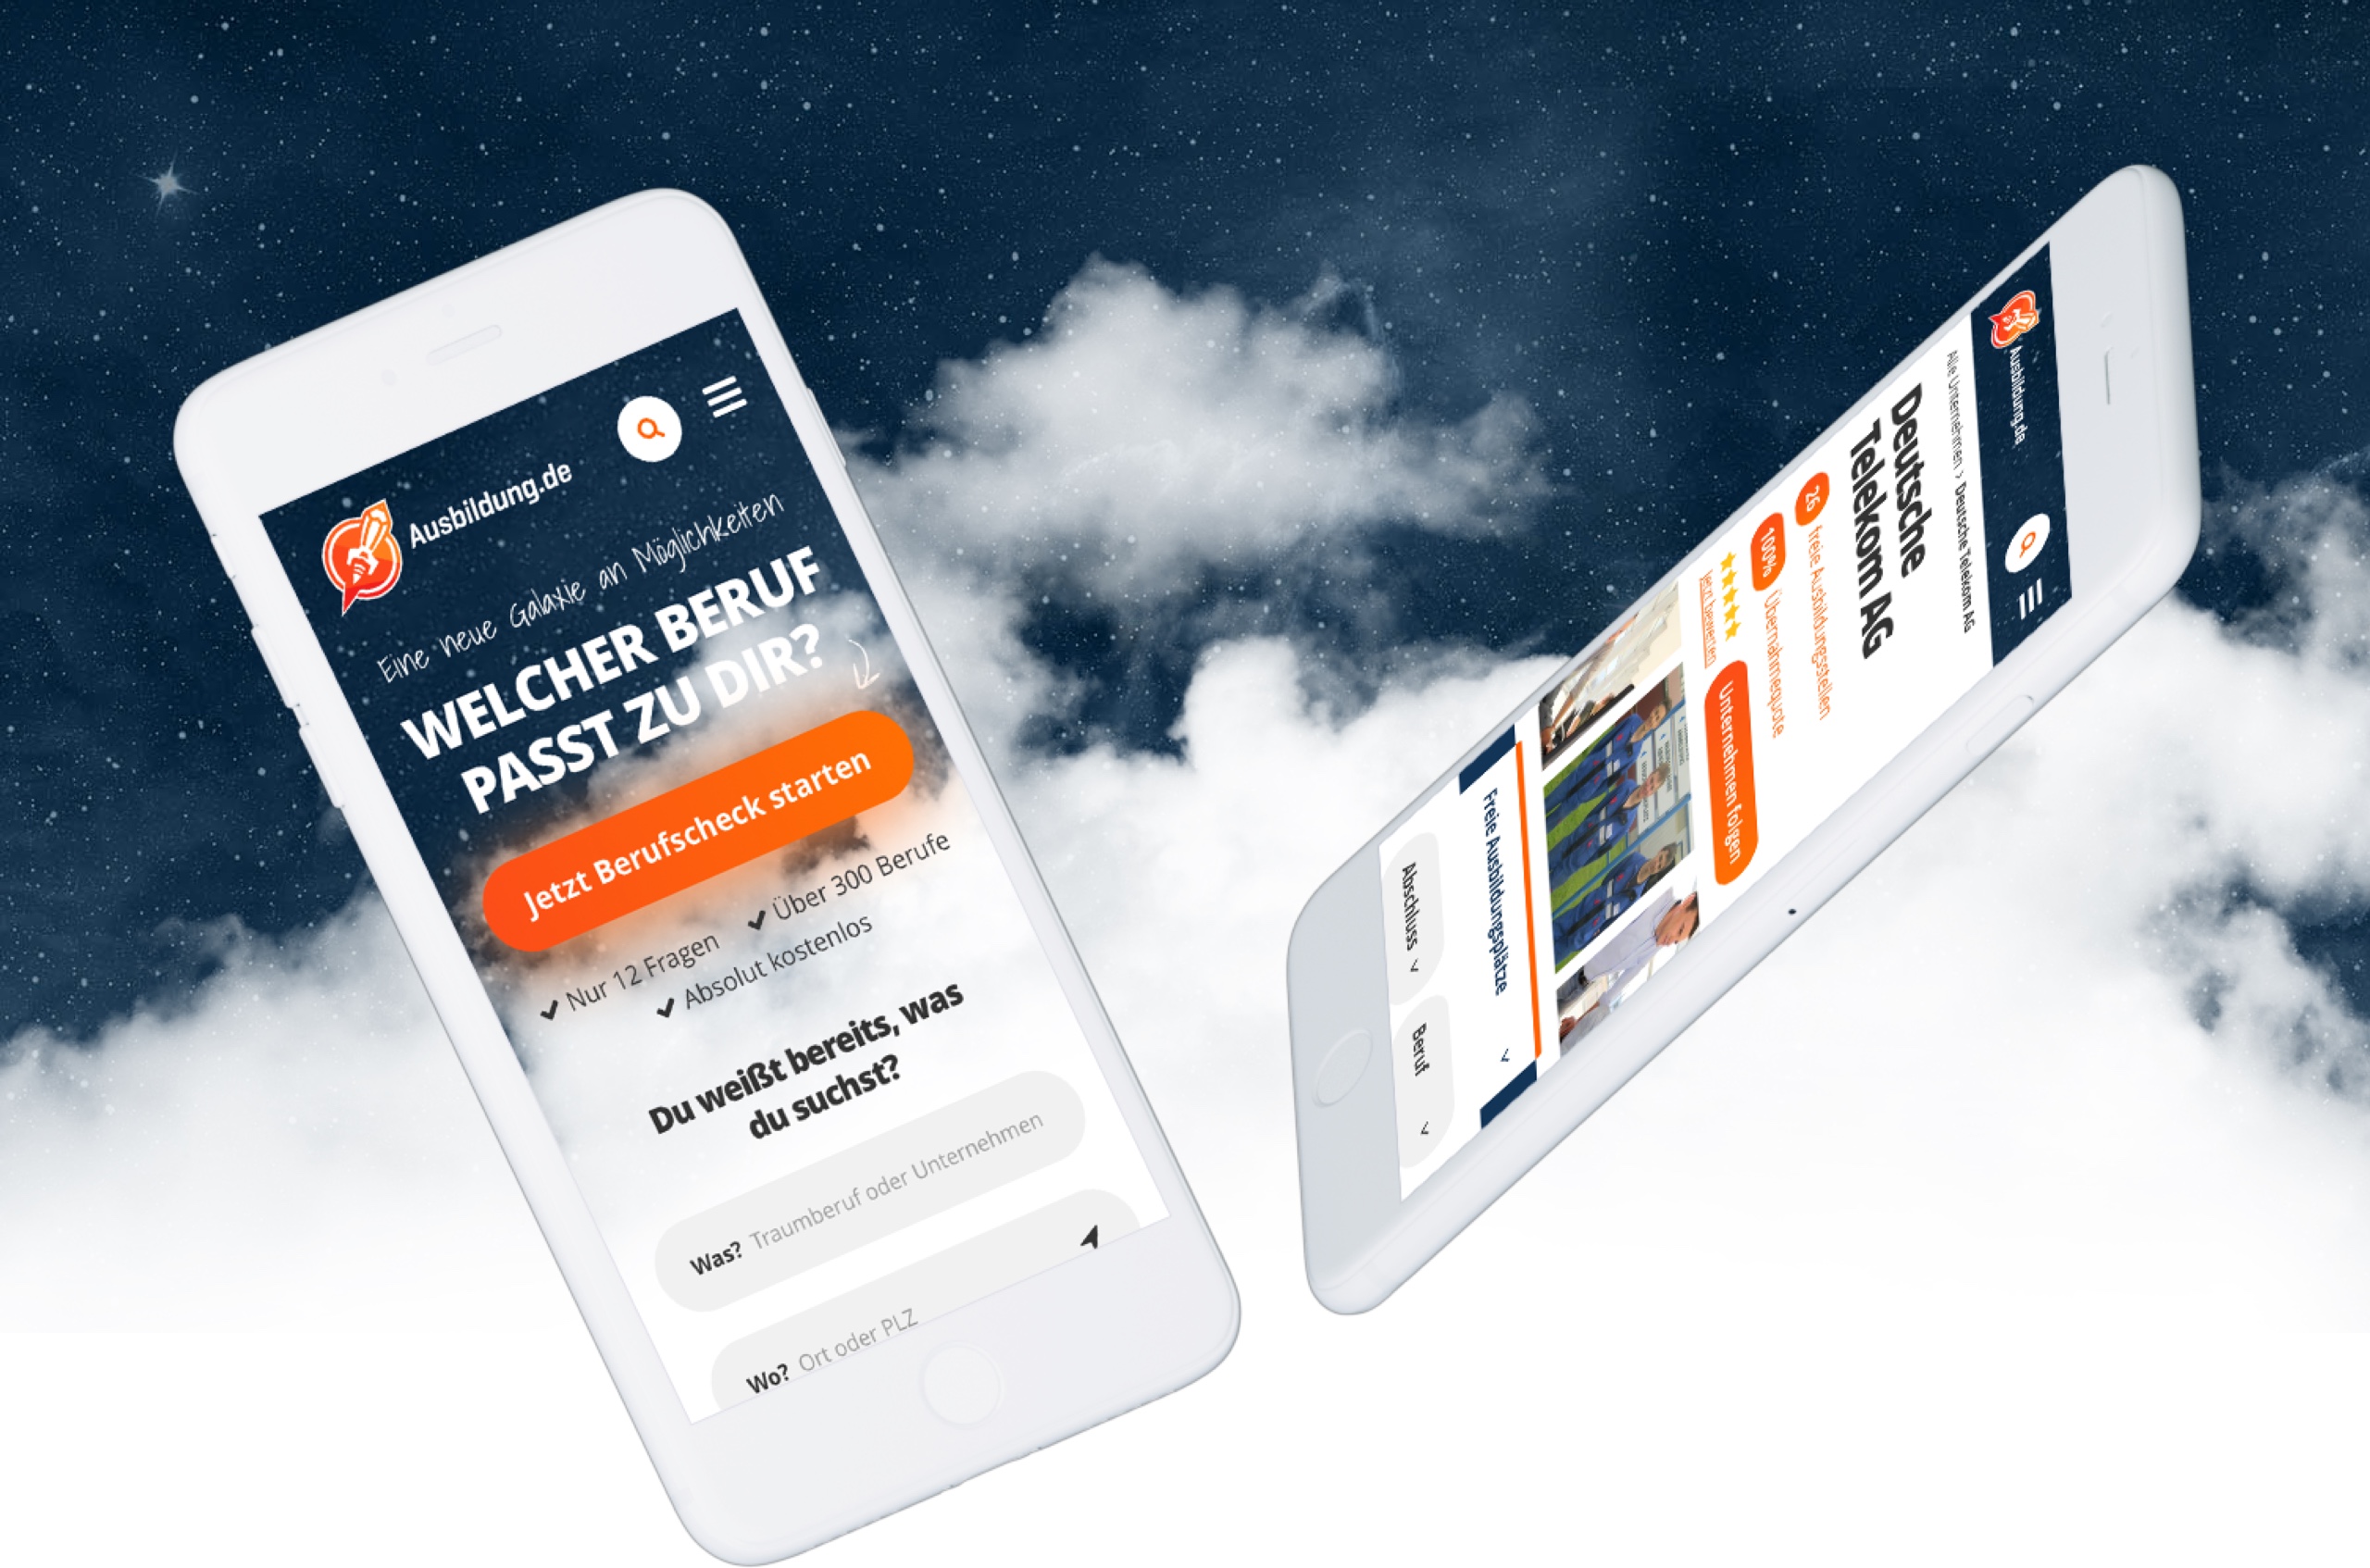 Ausbildung.de
Eine neue Galaxie an Möglichkeiten
WELCHER BERUF
PASST ZU DIR?
Jetzt Berufscheck starten
Nur 12 Fragen
Über 300 Berufe
Absolut kostenlos
Du weißt bereits, was
du suchst?
Was? Traumberuf oder Unternehmen
Wo? Ort oder PLZ
Ausbildung.de
Alle Unternehmen › Deutsche Telekom AG
Deutsche
Telekom AG
26 freie Ausbildungsstellen
100% Übernahmequote
Jetzt bewerten
Unternehmen folgen
Freie Ausbildungsplätze
Abschluss
Beruf